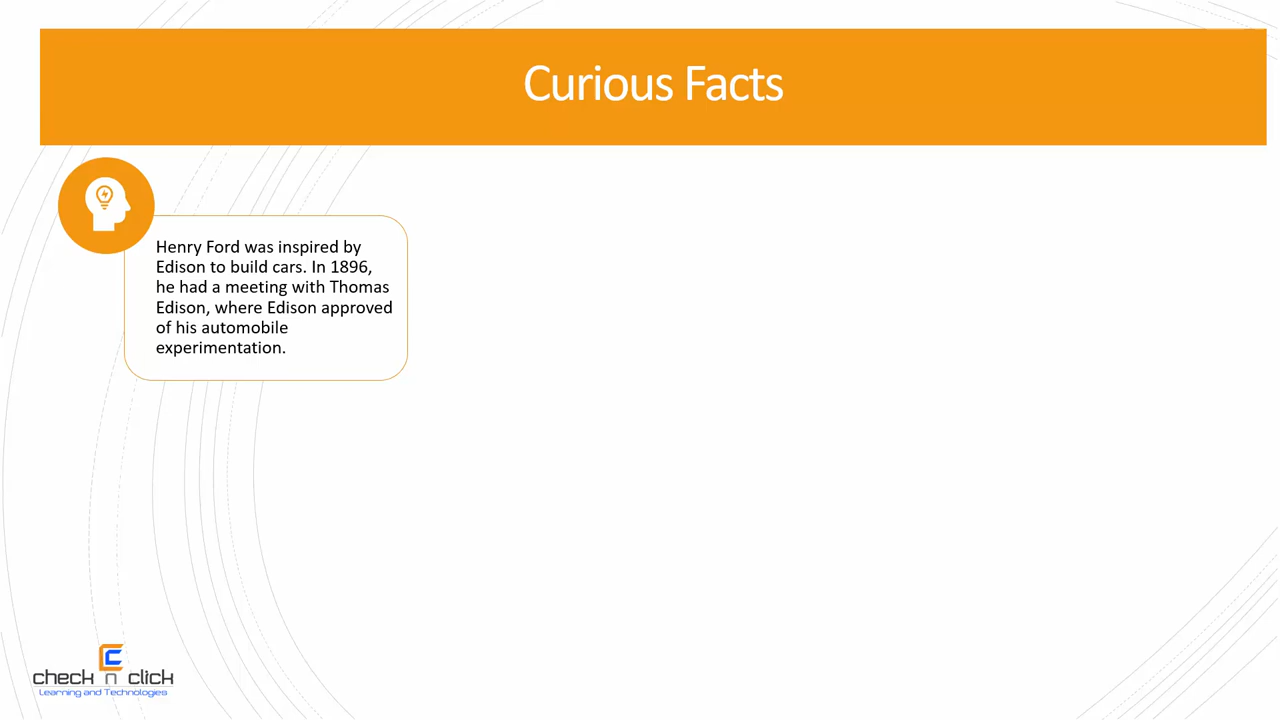 Curious Facts
Henry Ford was inspired by
Edison to build cars. In 1896,
he had a meeting with Thomas
Edison, where Edison approved
of his automobile
experimentation.
check n click
Learning and Technologies